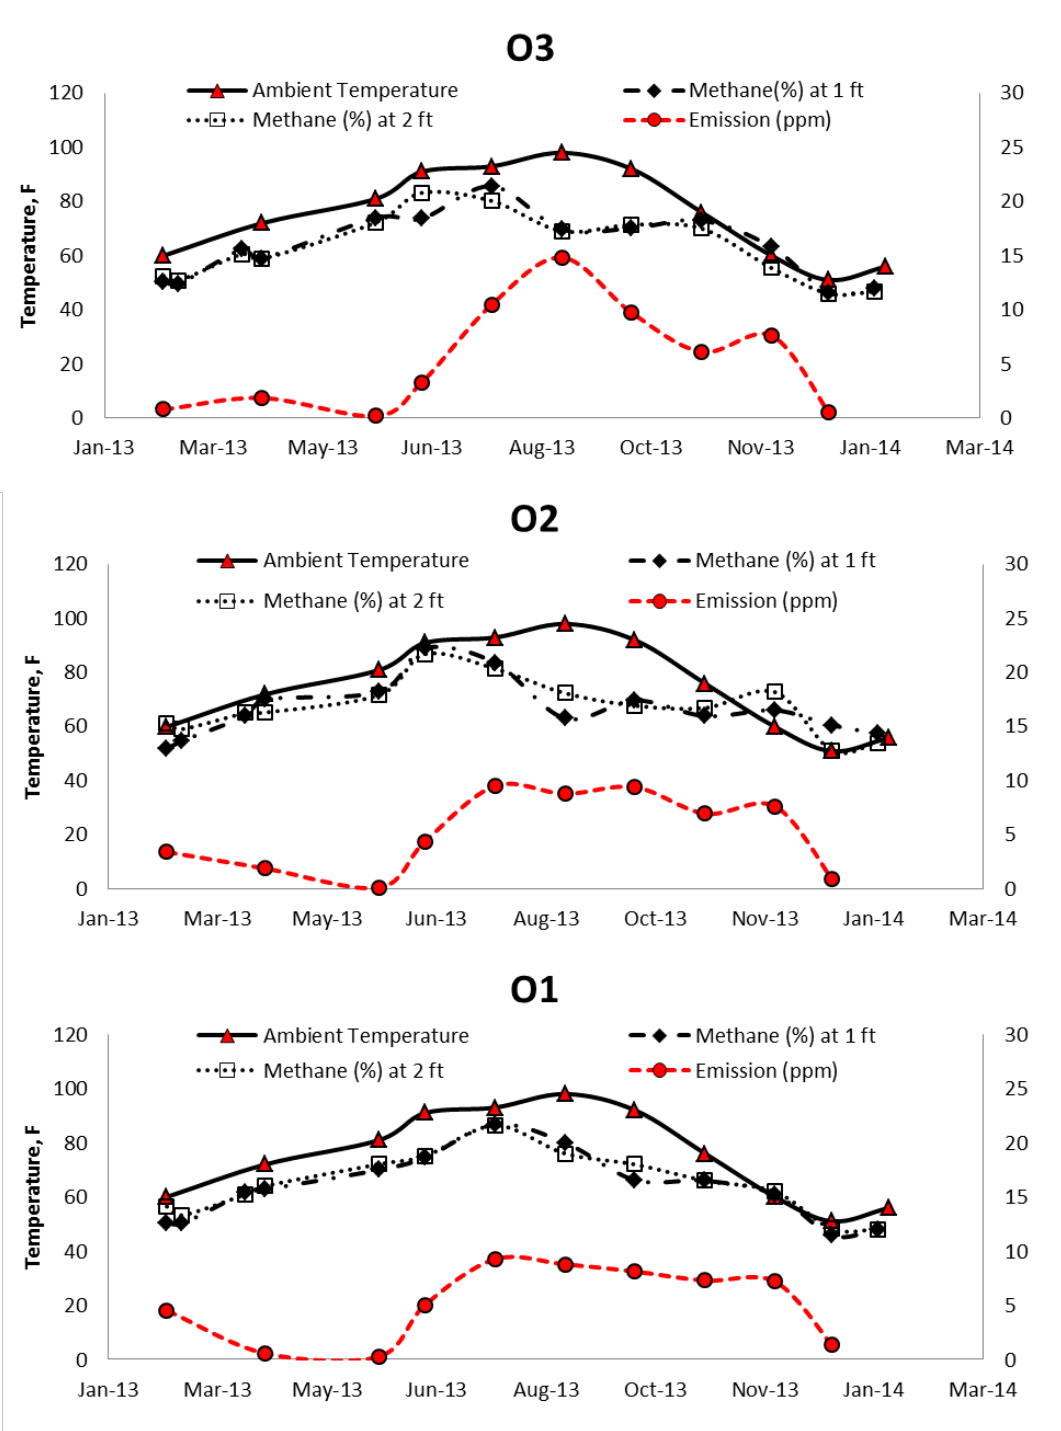 O3
Ambient Temperature
Methane(%) at 1 ft
Methane (%) at 2 ft
Emission (ppm)
120
100
80
60
40
20
0
Temperature, F
30
25
20
15
10
5
0
Jan-13 Mar-13 May-13 Jun-13 Aug-13 Oct-13 Nov-13 Jan-14 Mar-14
O2
Ambient Temperature
Methane (%) at 1 ft
Methane (%) at 2 ft
Emission (ppm)
120
100
80
60
40
20
0
Temperature, F
30
25
20
15
10
5
0
Jan-13 Mar-13 May-13 Jun-13 Aug-13 Oct-13 Nov-13 Jan-14 Mar-14
O1
Ambient Temperature
Methane (%) at 1 ft
Methane (%) at 2 ft
Emission (ppm)
120
100
80
60
40
20
0
Temperature, F
30
25
20
15
10
5
0
Jan-13 Mar-13 May-13 Jun-13 Aug-13 Oct-13 Nov-13 Jan-14 Mar-14